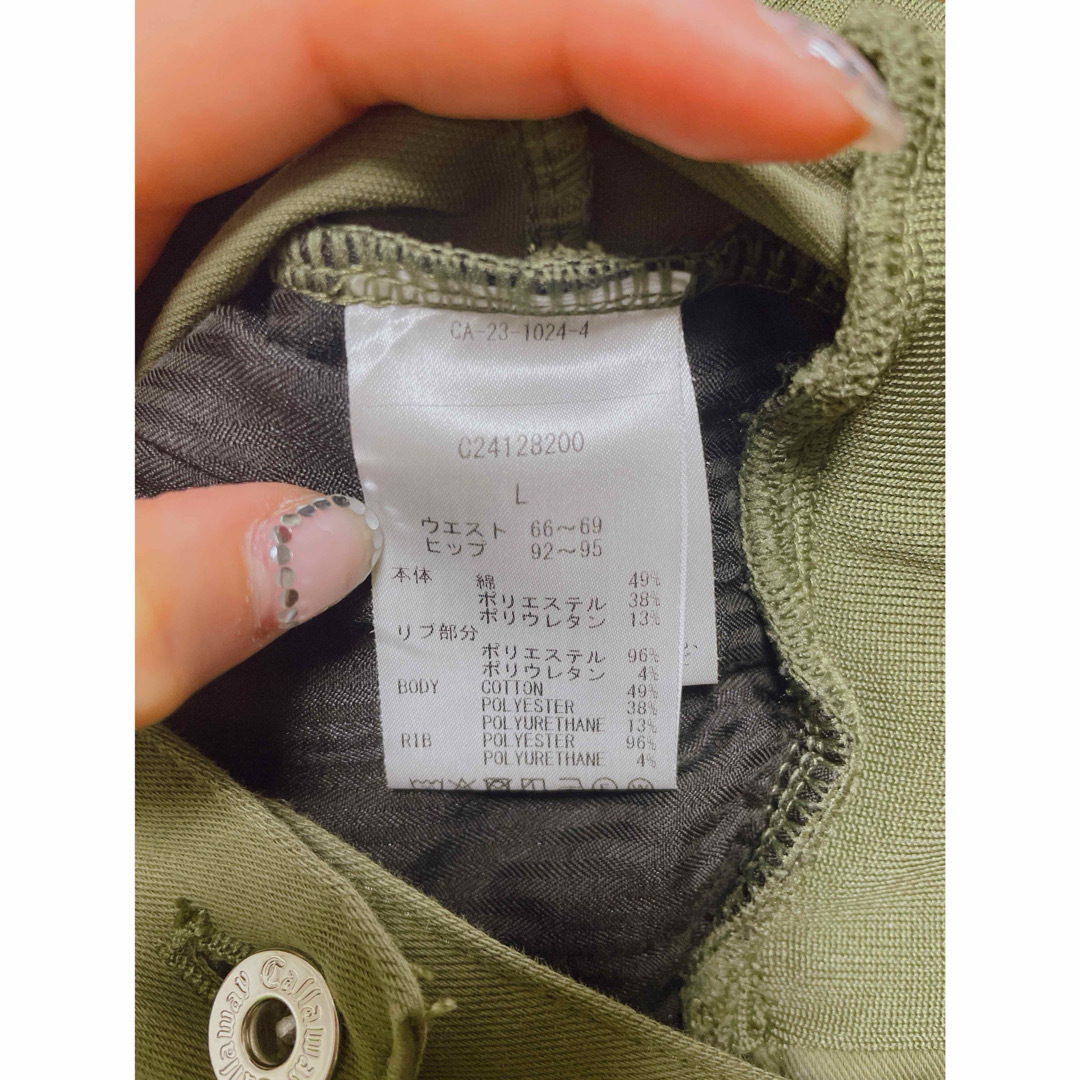 CA-23-1024-4
C24128200
L
ウエスト 66～69
ヒップ 92～95
本体 綿 49%
ポリエステル 38%
ポリウレタン 13%
リブ部分
ポリエステル 96%
ポリウレタン 4%
BODY COTTON 49%
POLYESTER 38%
POLYURETHANE 13%
RIB POLYESTER 96%
POLYURETHANE 4%
Callaway